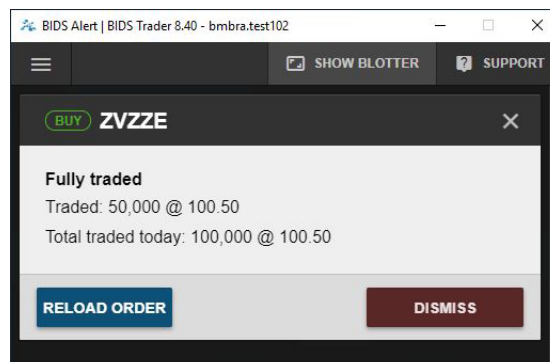 BIDS Alert | BIDS Trader 8.40 - bmbra.test102
SHOW BLOTTER
SUPPORT
BUY ZVZZE
Fully traded
Traded: 50,000 @ 100.50
Total traded today: 100,000 @ 100.50
RELOAD ORDER
DISMISS